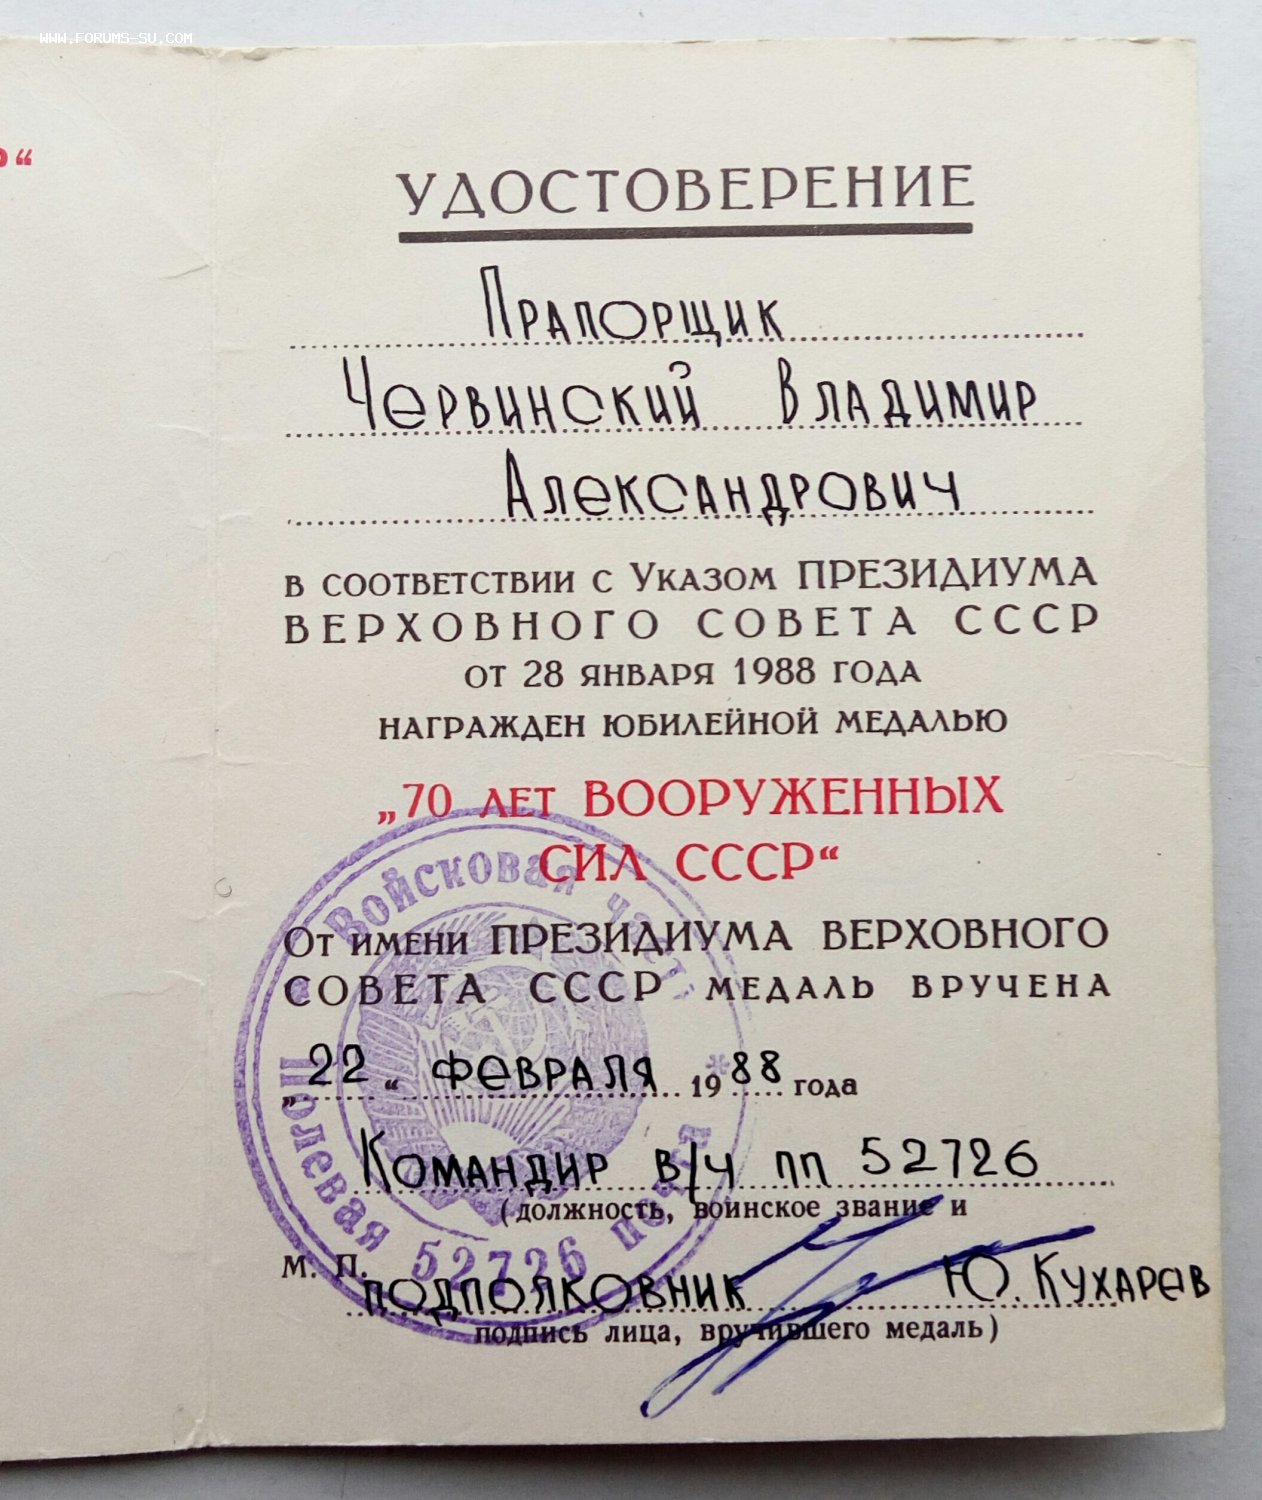 WWW.FORUMS-SU.COM
Р“
УДОСТОВЕРЕНИЕ
Прапорщик
Червинский Владимир
Александрович
в соответствии с Указом ПРЕЗИДИУМА
ВЕРХОВНОГО СОВЕТА СССР
от 28 января 1988 года
награжден юбилейной медалью
„70 лет ВООРУЖЕННЫХ
СИЛ СССР“
От имени ПРЕЗИДИУМА ВЕРХОВНОГО
СОВЕТА СССР медаль вручена
„22“ февраля 1988 года
Командир в/ч пп 52726
(должность, воинское звание и
М. П.
подполковник Ю. Кухарев
подпись лица, вручившего медаль)
Войсковая часть
Полевая почта
52726